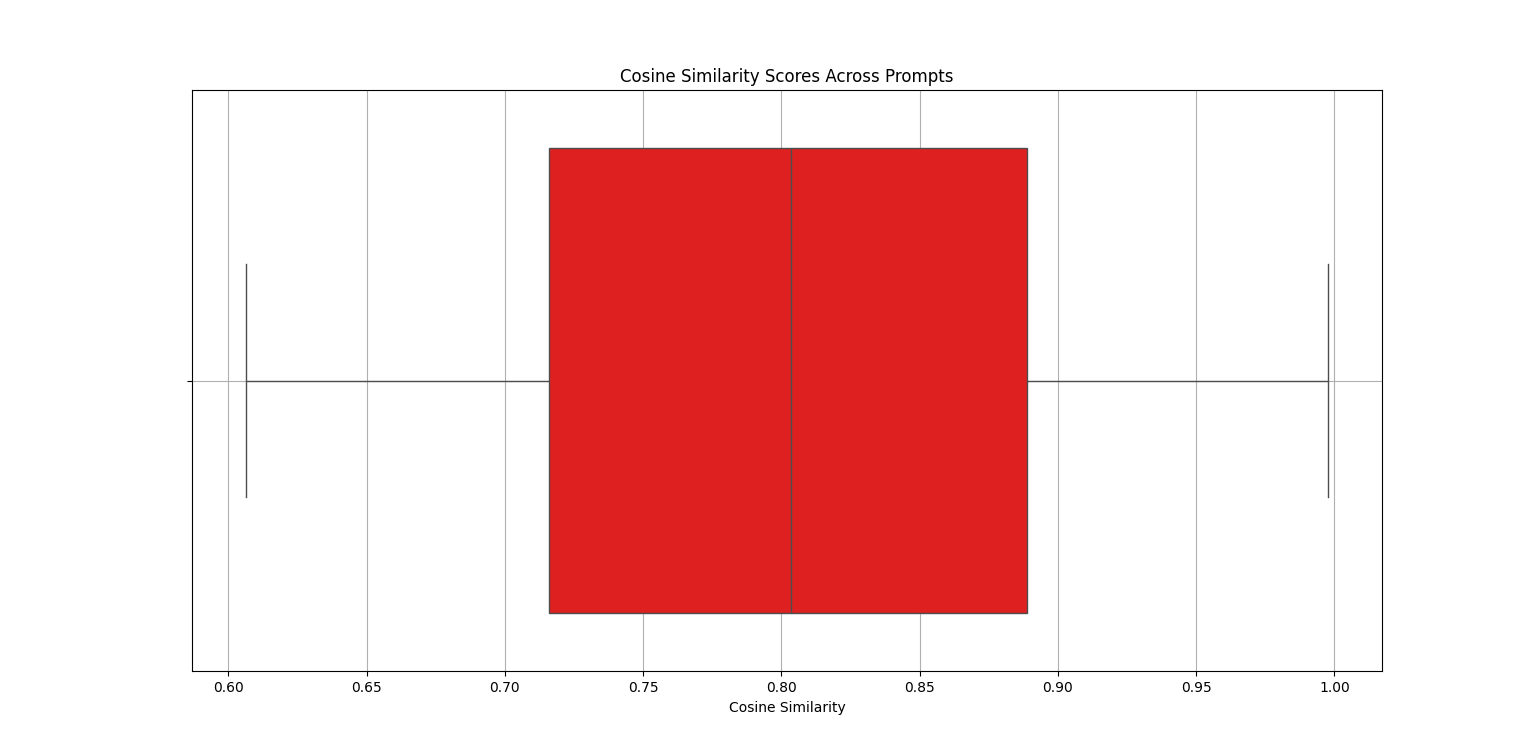 Cosine Similarity Scores Across Prompts
0.60 0.65 0.70 0.75 0.80 0.85 0.90 0.95 1.00
Cosine Similarity